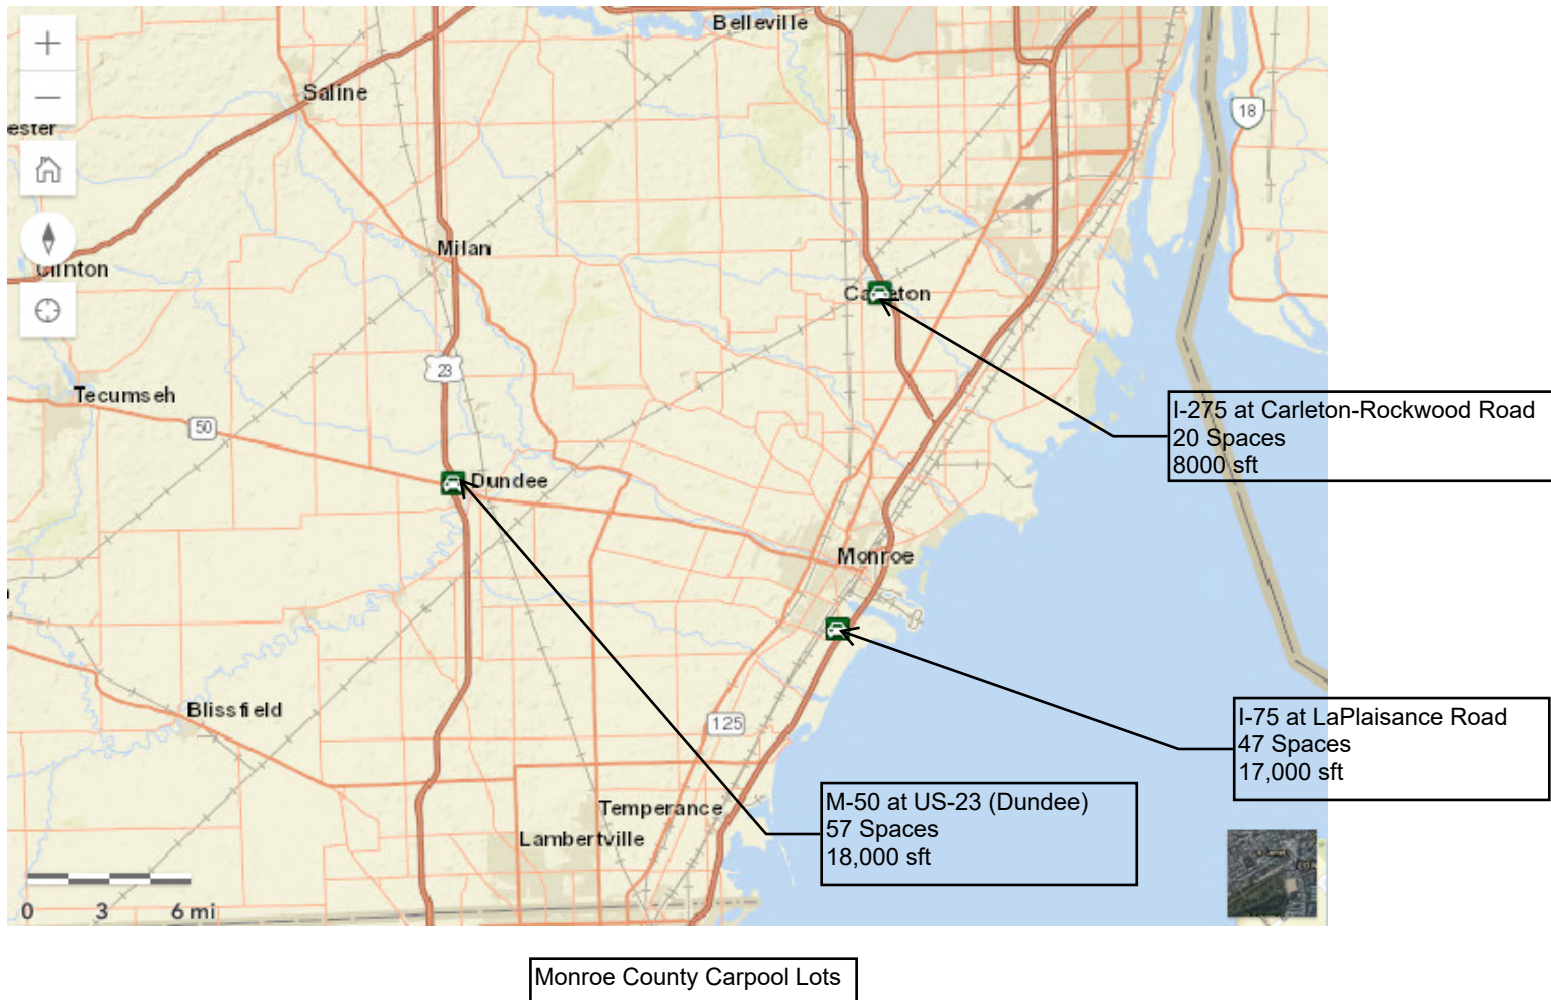 Belleville
Saline
18
ester
Milan
Clinton
Carleton
23
Tecumseh
50
I-275 at Carleton-Rockwood Road
20 Spaces
8000 sft
Dundee
Monroe
Blissfield
125
I-75 at LaPlaisance Road
47 Spaces
17,000 sft
Temperance
Lambertville
M-50 at US-23 (Dundee)
57 Spaces
18,000 sft
0 3 6 mi
Monroe County Carpool Lots